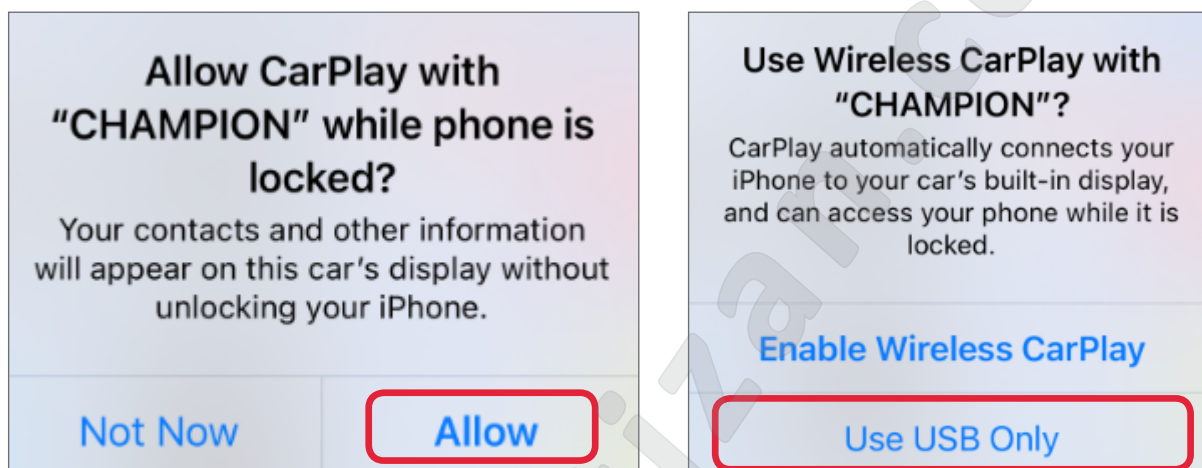 Allow CarPlay with
“CHAMPION” while phone is
locked?
Your contacts and other information
will appear on this car’s display without
unlocking your iPhone.
Not Now
Allow
Use Wireless CarPlay with
“CHAMPION”?
CarPlay automatically connects your
iPhone to your car’s built-in display,
and can access your phone while it is
locked.
Enable Wireless CarPlay
Use USB Only